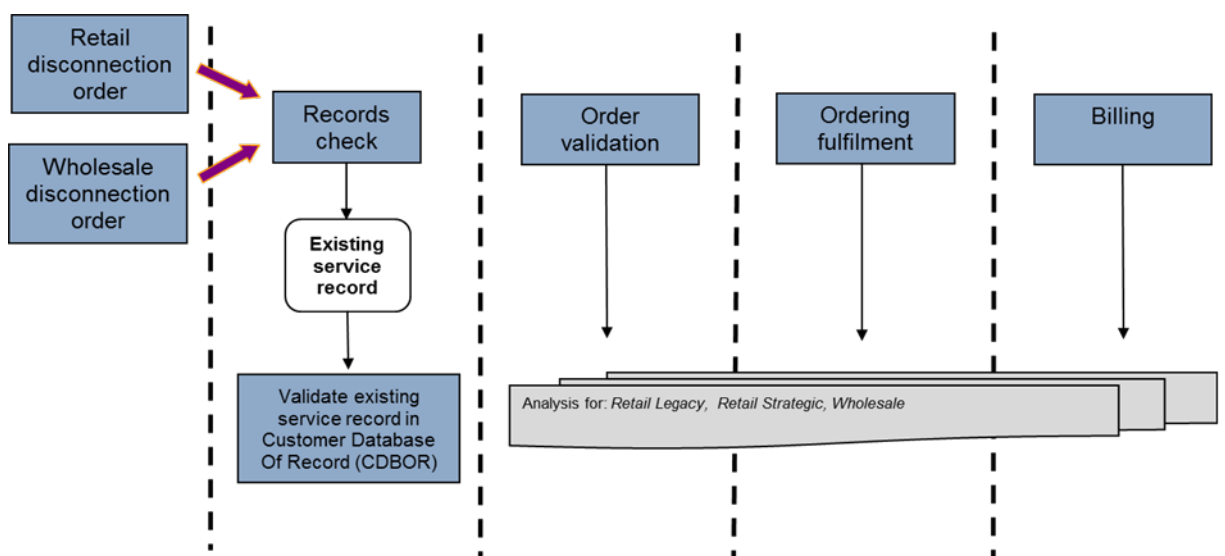 Retail
disconnection
order
Wholesale
disconnection
order
Records
check
Existing
service
record
Validate existing
service record in
Customer Database
Of Record (CDBOR)
Order
validation
Ordering
fulfilment
Billing
Analysis for: Retail Legacy, Retail Strategic, Wholesale